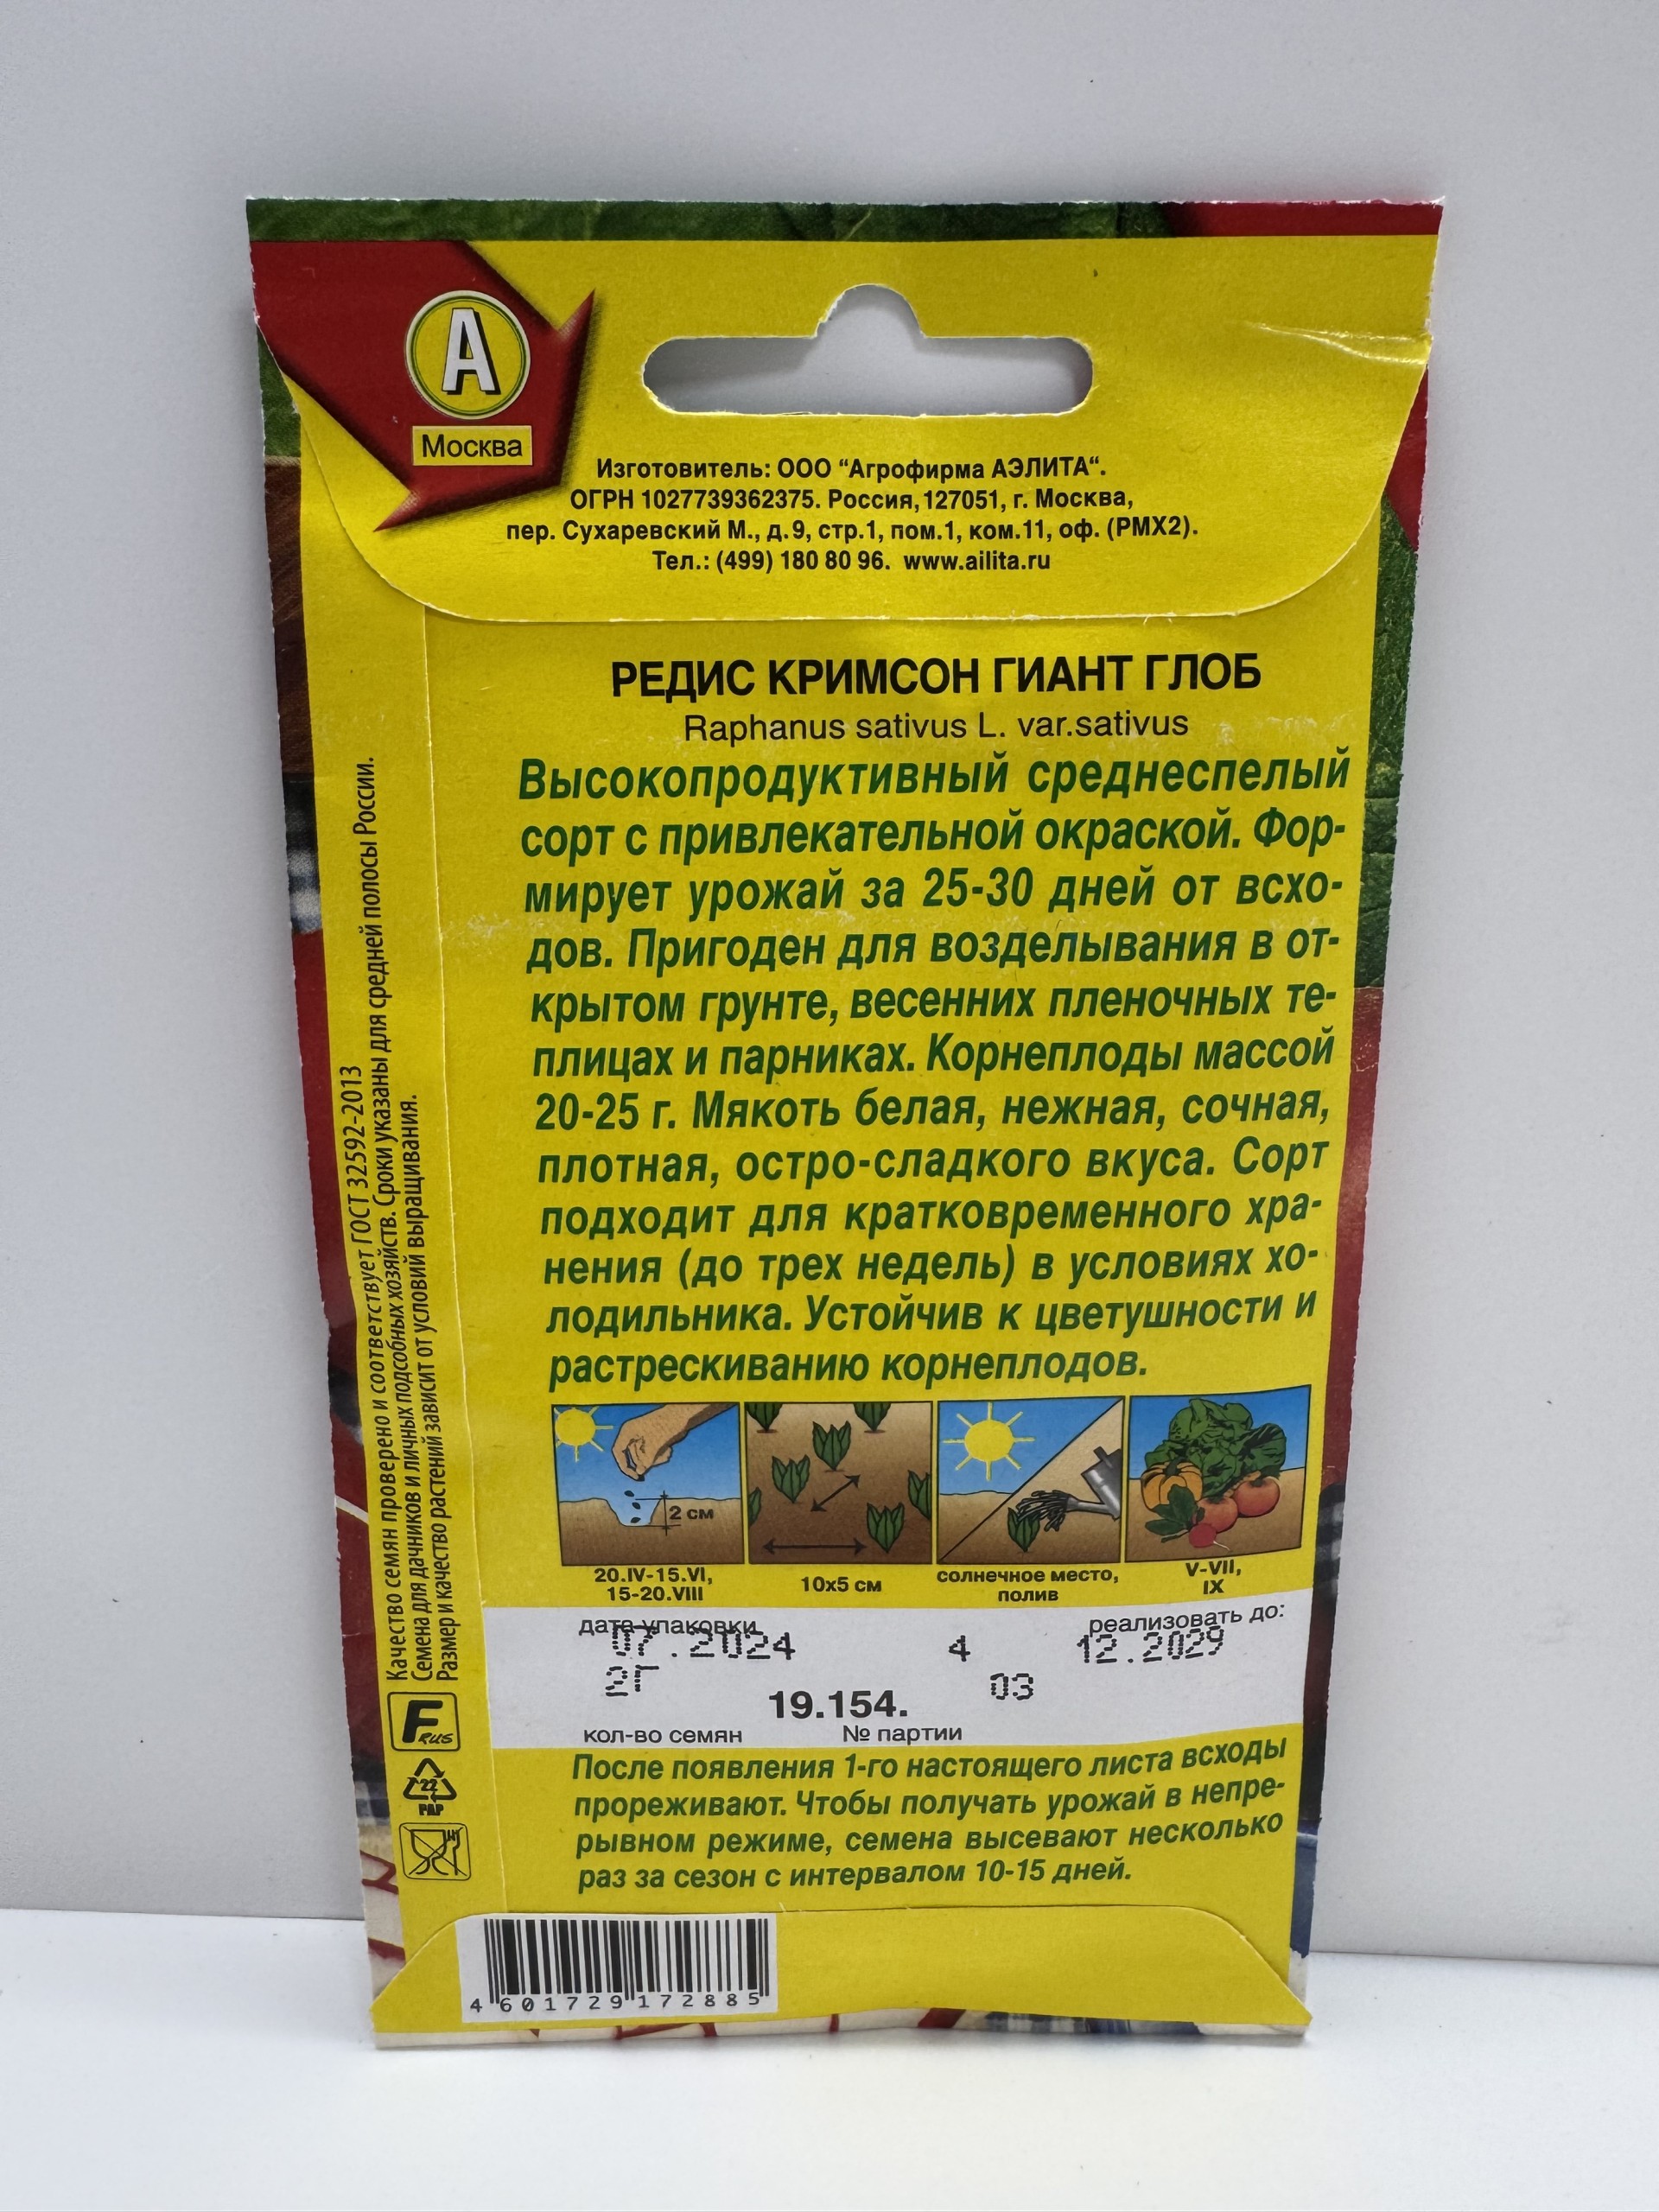 А
Москва
Изготовитель: ООО “Агрофирма АЭЛИТА“.
ОГРН 1027739362375. Россия,127051, г. Москва,
пер. Сухаревский М., д.9, стр.1, пом.1, ком.11, оф. (РМХ2).
Тел.: (499) 180 80 96. www.ailita.ru
РЕДИС КРИМСОН ГИАНТ ГЛОБ
Raphanus sativus L. var.sativus
Высокопродуктивный среднеспелый
сорт с привлекательной окраской. Фор-
мирует урожай за 25-30 дней от всхо-
дов. Пригоден для возделывания в от-
крытом грунте, весенних пленочных те-
плицах и парниках. Корнеплоды массой
20-25 г. Мякоть белая, нежная, сочная,
плотная, остро-сладкого вкуса. Сорт
подходит для кратковременного хра-
нения (до трех недель) в условиях хо-
лодильника. Устойчив к цветушности и
растрескиванию корнеплодов.
2 см
20.IV-15.VI,
15-20.VIII
10х5 см
солнечное место,
полив
V-VII,
IX
дата упаковки
реализовать до:
07.2024 4 12.2029
2Г 03
19.154.
кол-во семян № партии
После появления 1-го настоящего листа всходы
прореживают. Чтобы получать урожай в непре-
рывном режиме, семена высевают несколько
раз за сезон с интервалом 10-15 дней.
Качество семян проверено и соответствует ГОСТ 32592-2013
Семена для дачников и личных подсобных хозяйств. Сроки указаны для средней полосы России.
Размер и качество растений зависит от условий выращивания.
F RUS
22
PAP
4 601729 172885